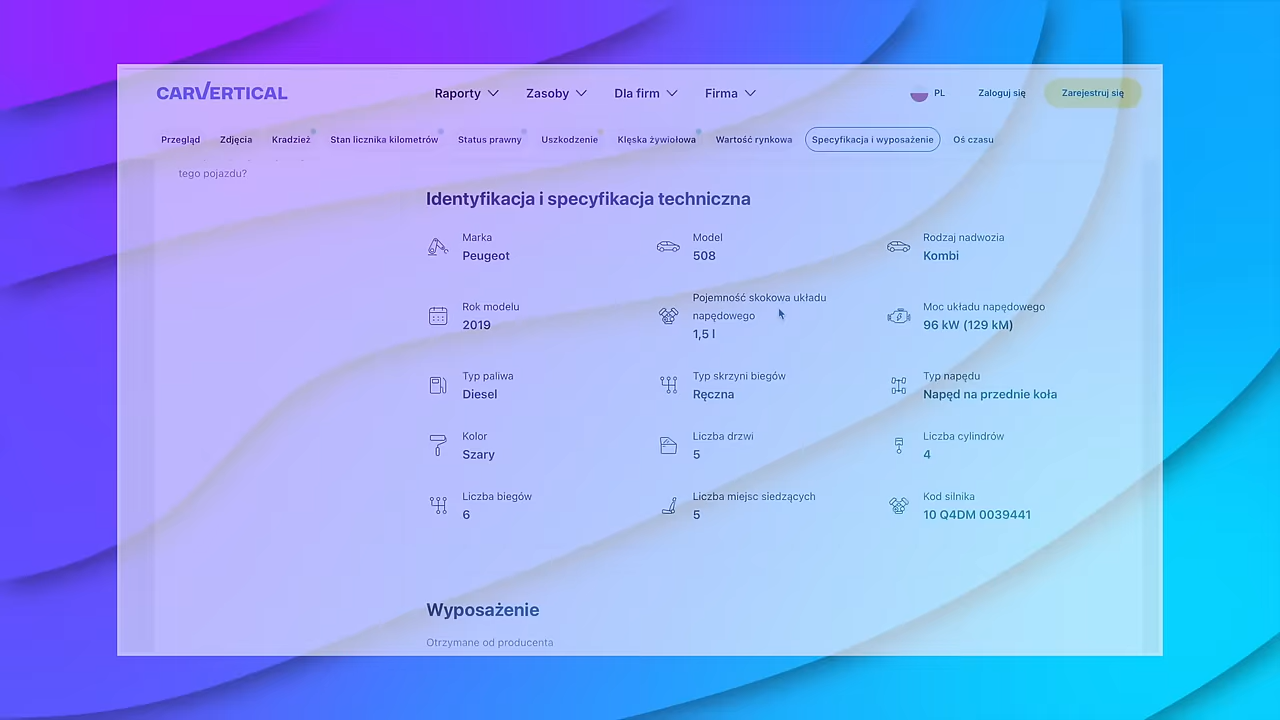 CARVERTICAL
Raporty
Zasoby
Dla firm
Firma
PL
Zaloguj się
Zarejestruj się
Przegląd
Zdjęcia
Kradzież
Stan licznika kilometrów
Status prawny
Uszkodzenie
Klęska żywiołowa
Wartość rynkowa
Specyfikacja i wyposażenie
Oś czasu
tego pojazdu?
Identyfikacja i specyfikacja techniczna
Marka
Peugeot
Model
508
Rodzaj nadwozia
Kombi
Rok modelu
2019
Pojemność skokowa układu
napędowego
1,5 l
Moc układu napędowego
96 kW (129 kM)
Typ paliwa
Diesel
Typ skrzyni biegów
Ręczna
Typ napędu
Napęd na przednie koła
Kolor
Szary
Liczba drzwi
5
Liczba cylindrów
4
Liczba biegów
6
Liczba miejsc siedzących
5
Kod silnika
10 Q4DM 0039441
Wyposażenie
Otrzymane od producenta